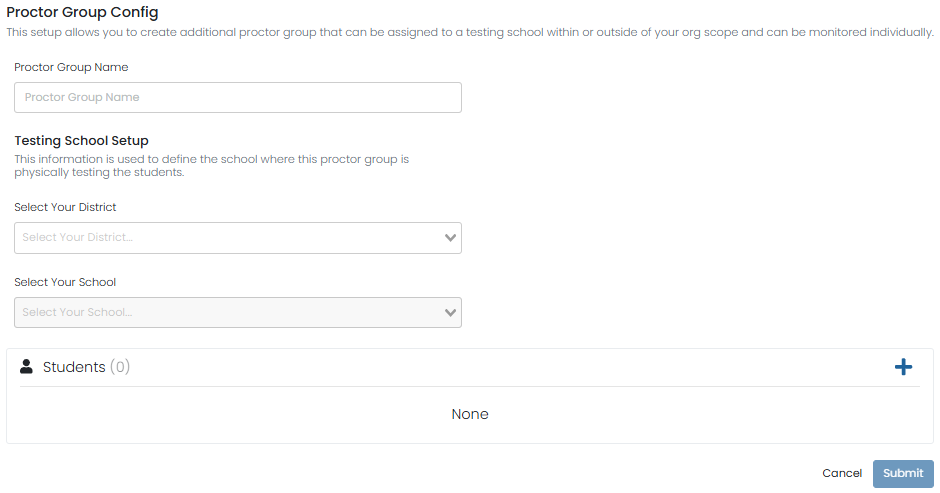 Proctor Group Config
This setup allows you to create additional proctor group that can be assigned to a testing school within or outside of your org scope and can be monitored individually.
Proctor Group Name
Proctor Group Name
Testing School Setup
This information is used to define the school where this proctor group is
physically testing the students.
Select Your District
Select Your District...
Select Your School
Select Your School...
Students (0)
None
Cancel Submit